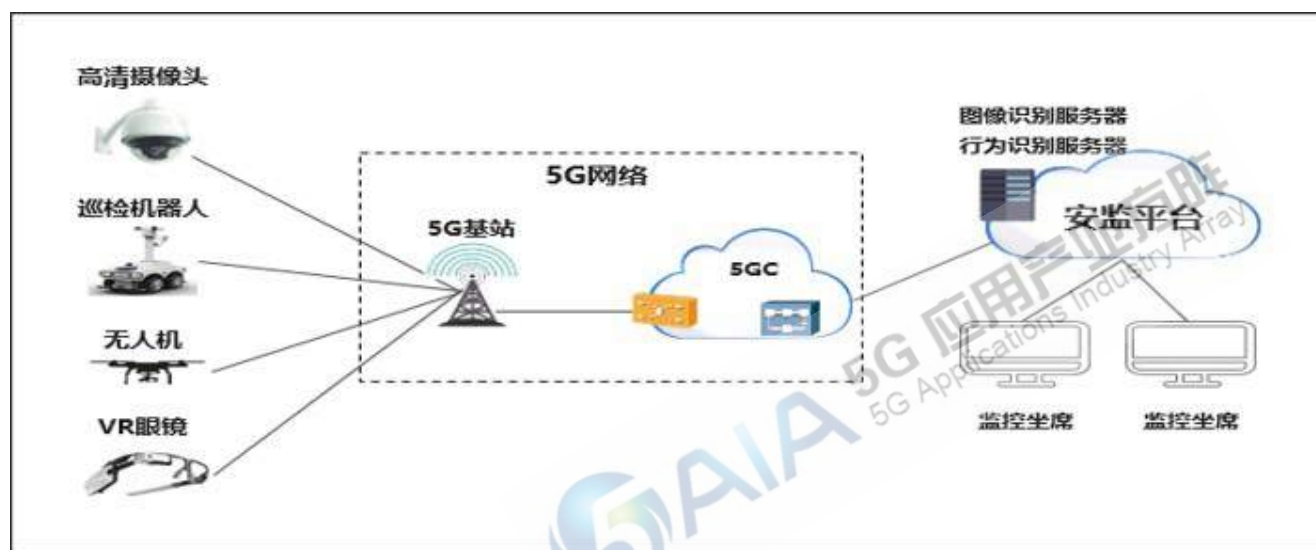 高清摄像头
巡检机器人
无人机
VR眼镜
5G网络
5G基站
5GC
图像识别服务器
行为识别服务器
安监平台
监控坐席
监控坐席
5G 应用产业方阵
5G Applications Industry Array
5AIA